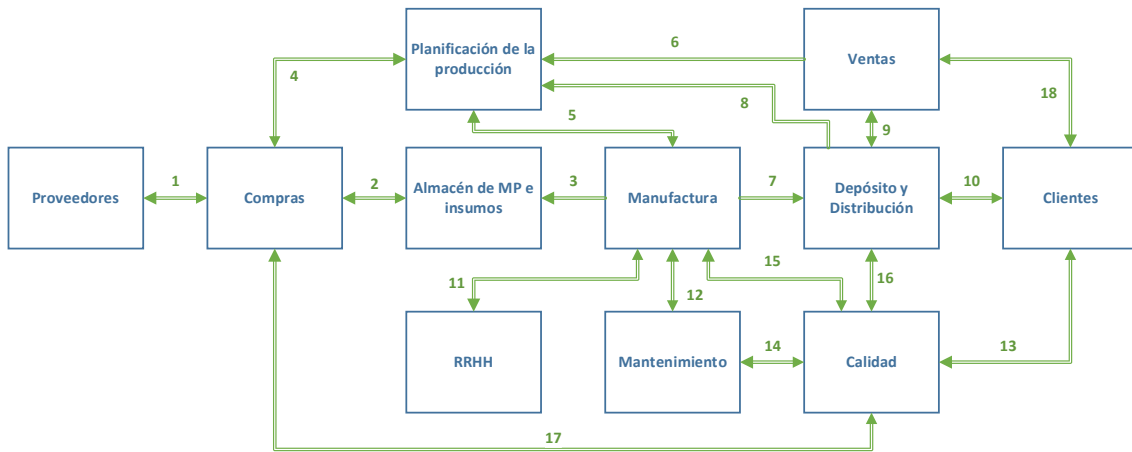 Planificación de la
producción
6
Ventas
4
8
18
5
9
Proveedores
1
Compras
2
Almacén de MP e
insumos
3
Manufactura
7
Depósito y
Distribución
10
Clientes
11
12
15
16
RRHH
Mantenimiento
14
Calidad
13
17